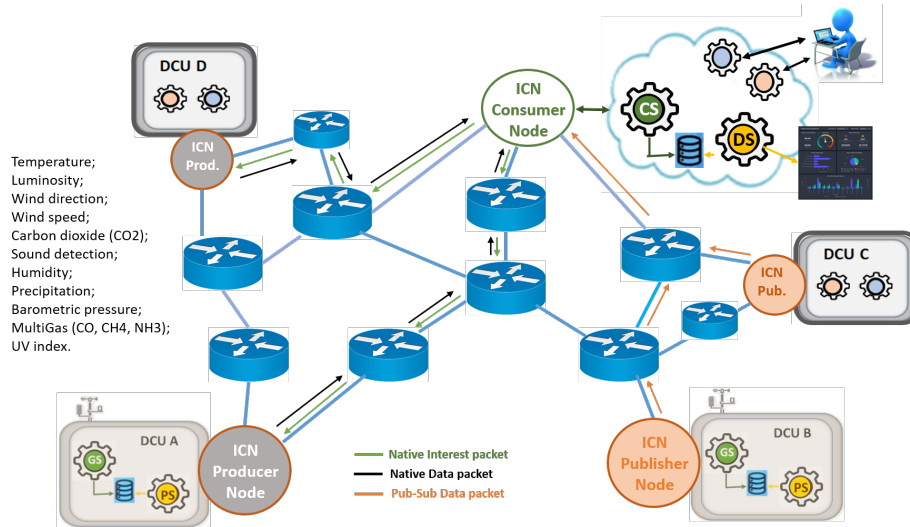 DCU D
ICN
Prod.
ICN
Consumer
Node
CS
DS
Temperature;
Luminosity;
Wind direction;
Wind speed;
Carbon dioxide (CO2);
Sound detection;
Humidity;
Precipitation;
Barometric pressure;
MultiGas (CO, CH4, NH3);
UV index.
ICN
Pub.
DCU C
DCU A
GS
PS
ICN
Producer
Node
Native Interest packet
Native Data packet
Pub-Sub Data packet
ICN
Publisher
Node
DCU B
GS
PS